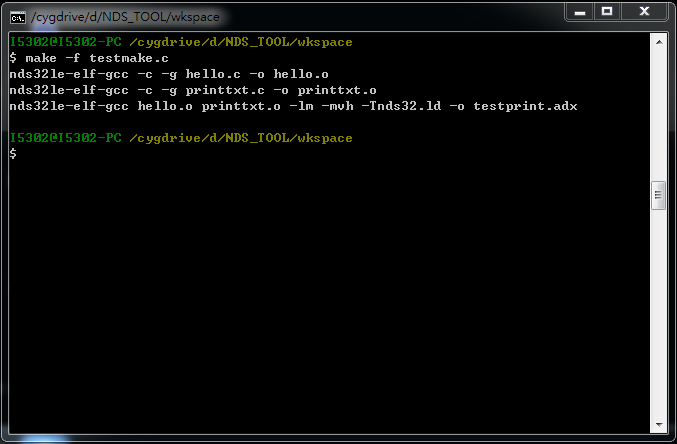 /cygdrive/d/NDS_TOOL/wkspace
I5302@I5302-PC /cygdrive/d/NDS_TOOL/wkspace
$ make -f testmake.c
nds32le-elf-gcc -c -g hello.c -o hello.o
nds32le-elf-gcc -c -g printtxt.c -o printtxt.o
nds32le-elf-gcc hello.o printtxt.o -lm -mvh -Tnds32.ld -o testprint.adx
I5302@I5302-PC /cygdrive/d/NDS_TOOL/wkspace
$